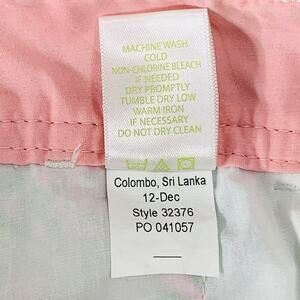 MACHINE WASH
COLD
NON-CHLORINE BLEACH
IF NEEDED
DRY PROMPTLY
TUMBLE DRY LOW
WARM IRON
IF NECESSARY
DO NOT DRY CLEAN
Colombo, Sri Lanka
12-Dec
Style 32376
PO 041057